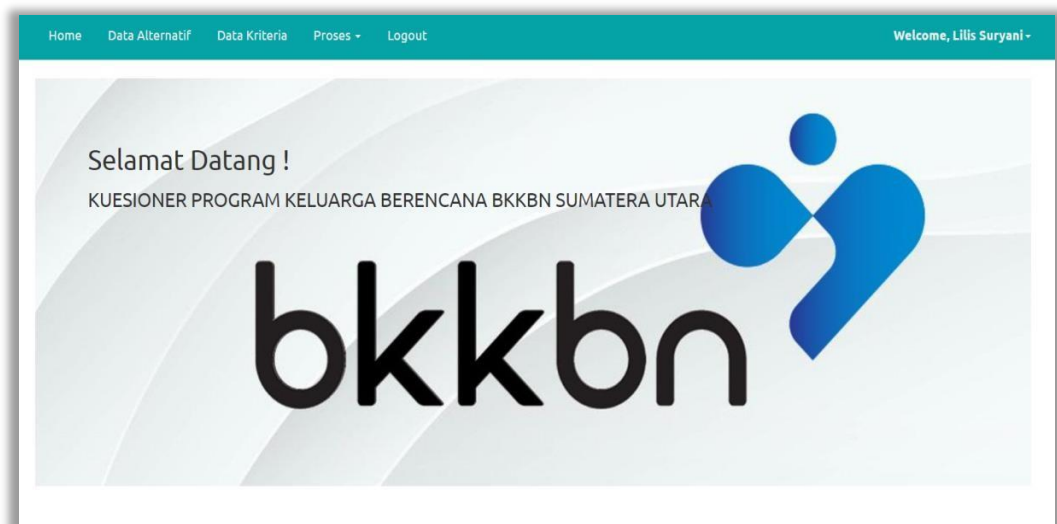 Home Data Alternatif Data Kriteria Proses Logout Welcome, Lilis Suryani
Selamat Datang !
KUESIONER PROGRAM KELUARGA BERENCANA BKKBN SUMATERA UTARA
bkkbn